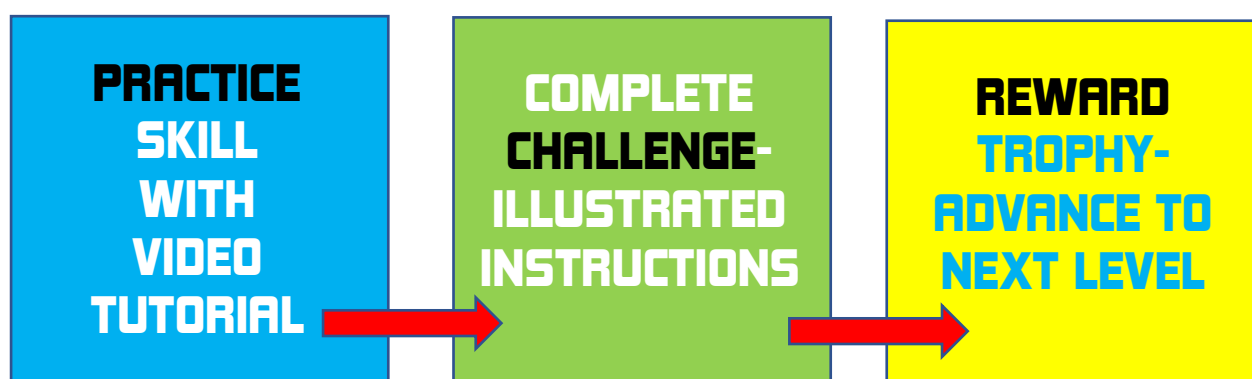 PRACTICE
SKILL
WITH
VIDEO
TUTORIAL
COMPLETE
CHALLENGE-
ILLUSTRATED
INSTRUCTIONS
REWARD
TROPHY-
ADVANCE TO
NEXT LEVEL